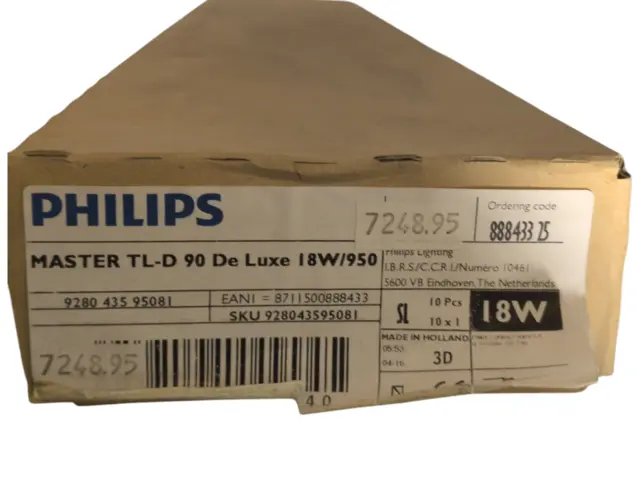 PHILIPS
7248.95
Ordering code
888433 25
MASTER TL-D 90 De Luxe 18W/950
Philips Lighting
I.B.R.S./C.C.R.I./Numéro 10461
5600 VB Eindhoven, The Netherlands
9280 435 95081
EAN1 = 8711500888433
SKU 928043595081
10 Pcs
10 x 1
18W
MADE IN HOLLAND
3D
7248.95
4 0